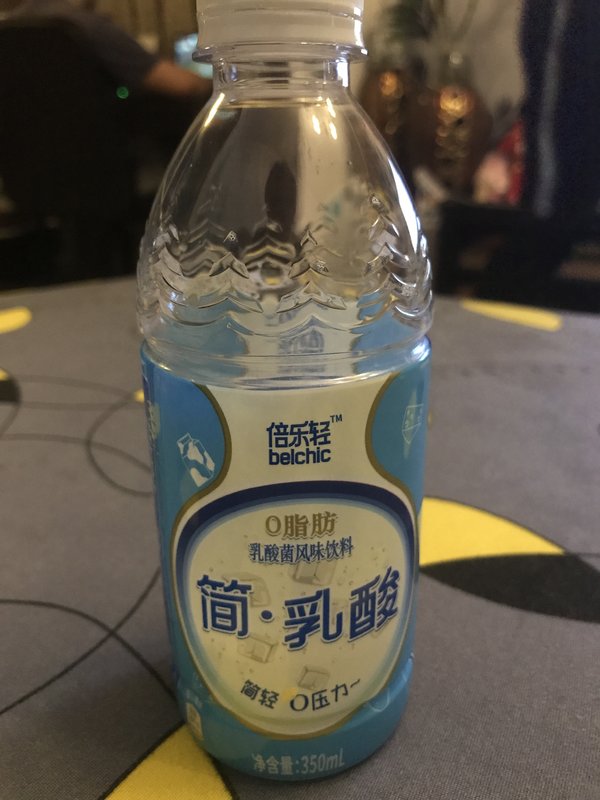 倍乐轻™
belchic
0脂肪
乳酸菌风味饮料
简·乳酸
简轻 0压力~
净含量:350mL